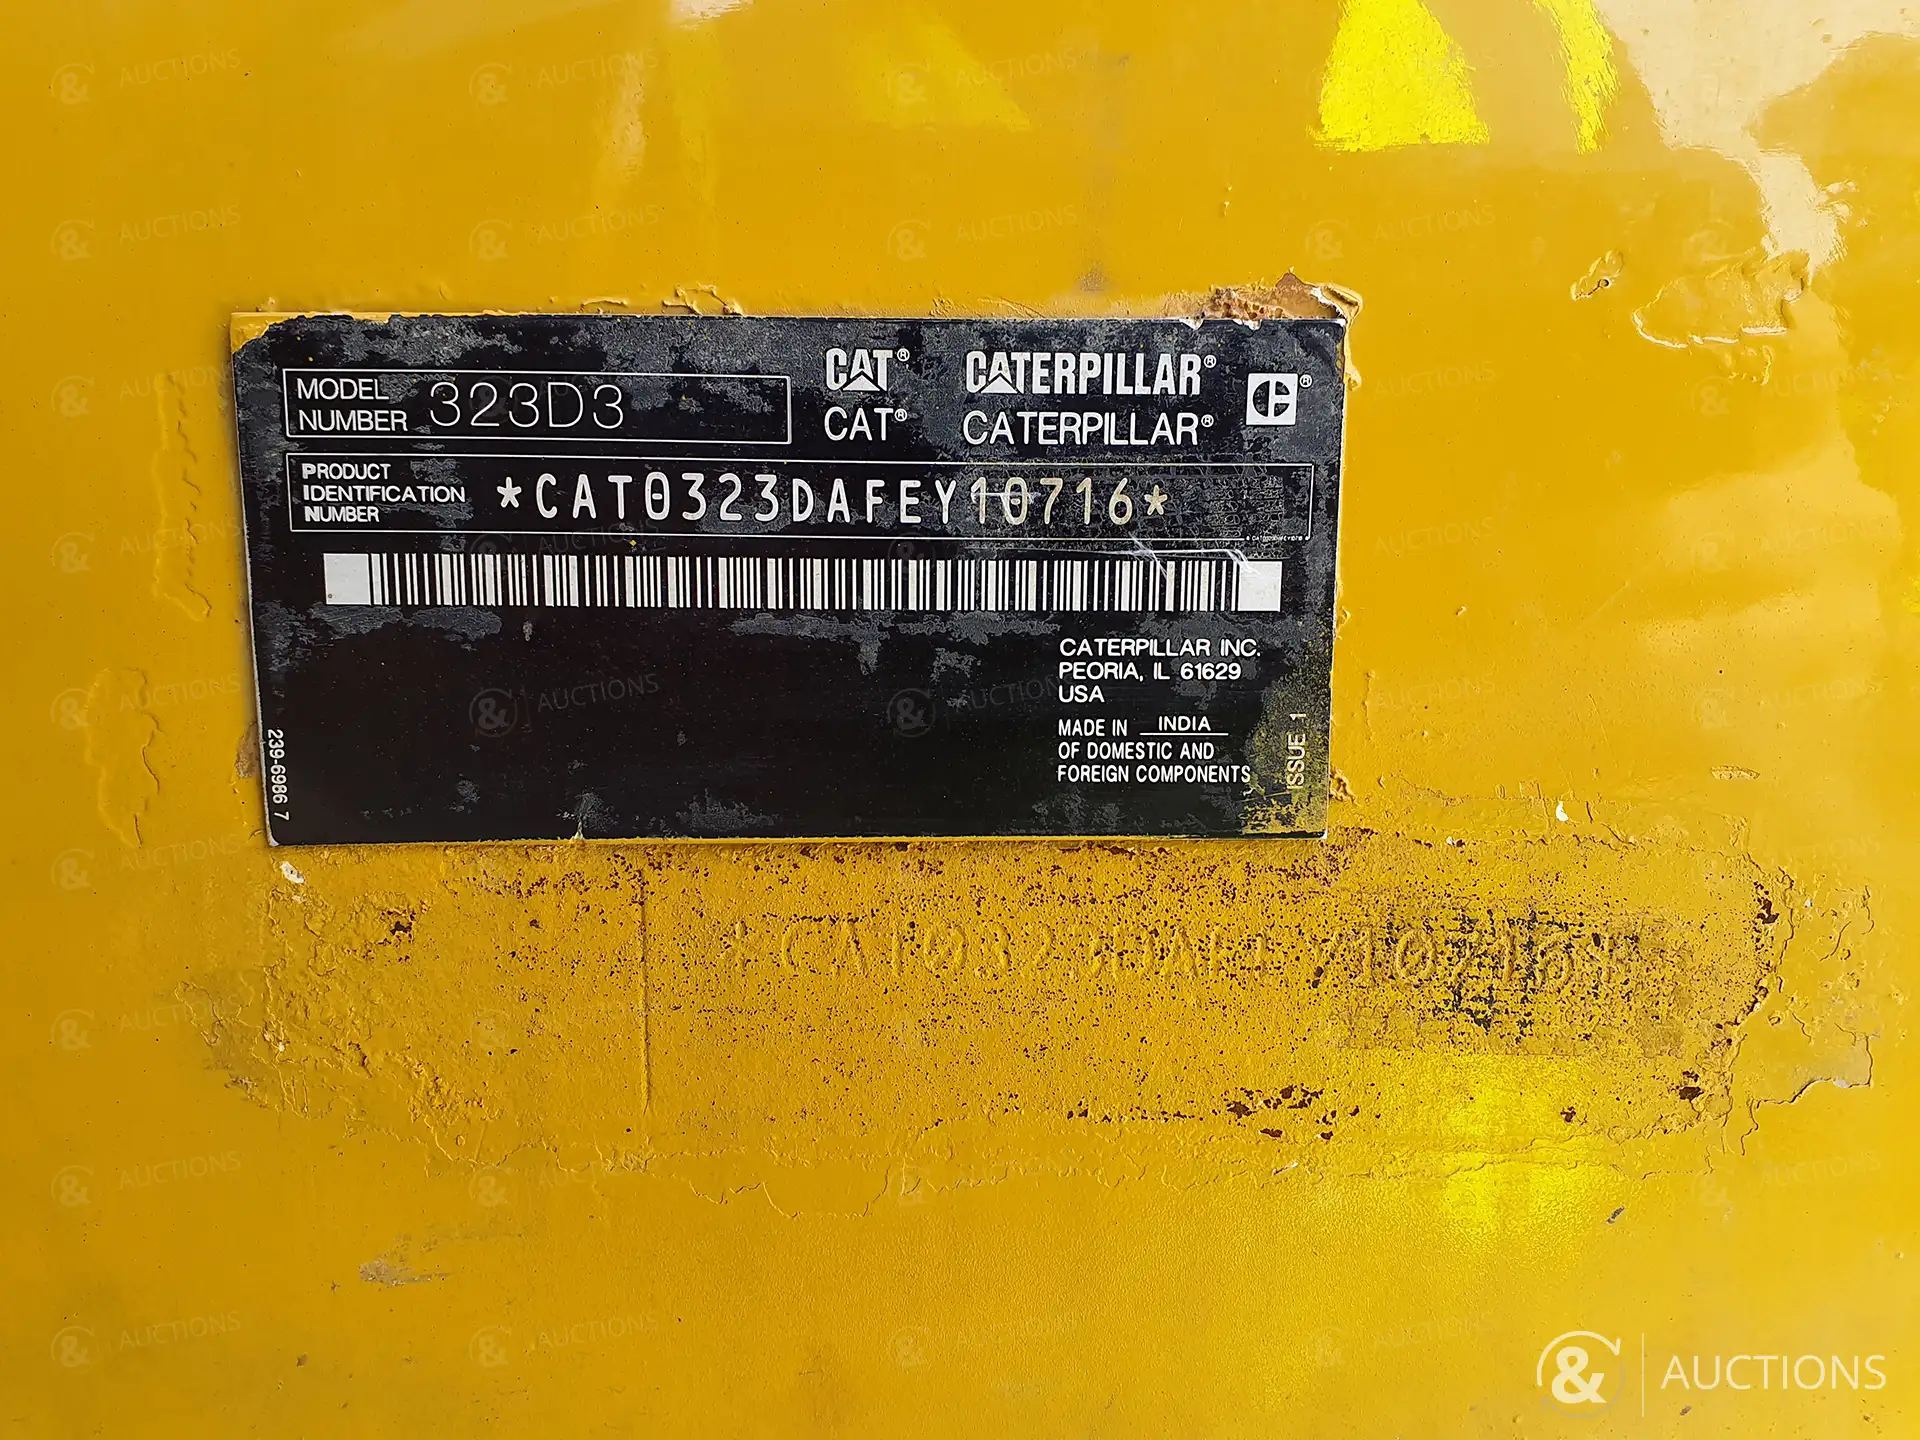 MODEL
NUMBER 323D3
CAT® CATERPILLAR® ®
CAT® CATERPILLAR®
PRODUCT
IDENTIFICATION
NUMBER
*CAT0323DAFEY10716*
CATERPILLAR INC.
PEORIA, IL 61629
USA
MADE IN INDIA
OF DOMESTIC AND
FOREIGN COMPONENTS
239-6986 7
ISSUE 1
& AUCTIONS